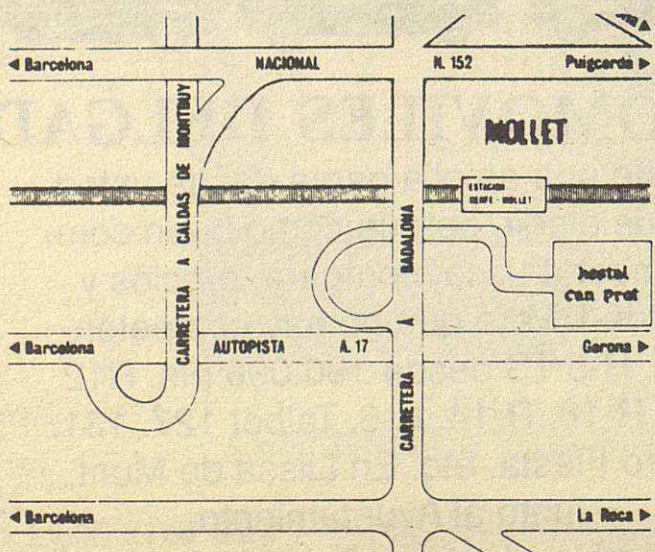 ◄ Barcelona
NACIONAL
N. 152
Puigcerdá ►
CARRETERA A CALDAS DE MONTBUY
MOLLET
ESTACION
RENFE - MOLLET
CARRETERA A BADALONA
hostal
can Prat
◄ Barcelona
AUTOPISTA
A. 17
Gerona ►
◄ Barcelona
La Roca ►